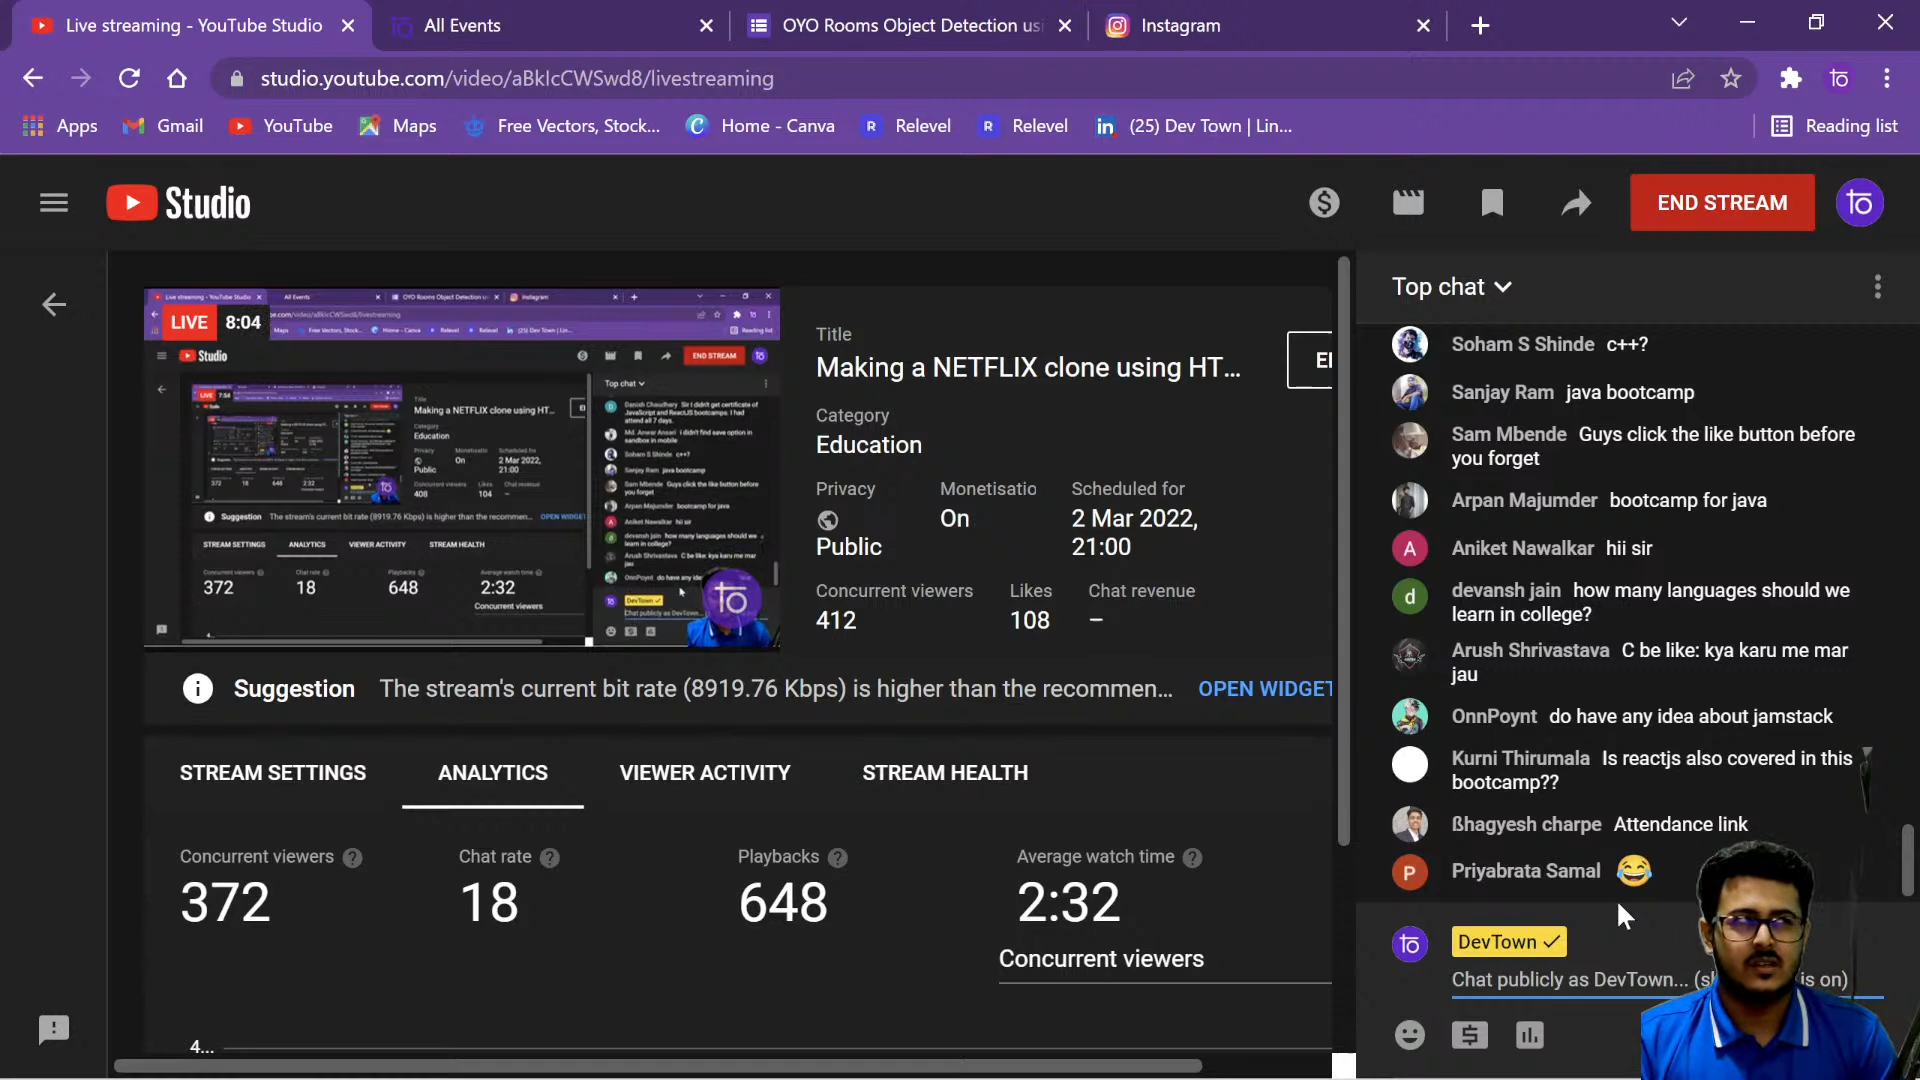 Live streaming - YouTube Studio
All Events
OYO Rooms Object Detection usi
Instagram
studio.youtube.com/video/aBklcCWSwd8/livestreaming
Apps
Gmail
YouTube
Maps
Free Vectors, Stock...
Home - Canva
Relevel
Relevel
(25) Dev Town | Lin...
Reading list
Studio
END STREAM
LIVE 8:04
Title
Making a NETFLIX clone using HT...
Category
Education
Privacy
Public
Monetisatio
On
Scheduled for
2 Mar 2022,
21:00
Concurrent viewers
412
Likes
108
Chat revenue
–
Suggestion The stream's current bit rate (8919.76 Kbps) is higher than the recommen... OPEN WIDGET
STREAM SETTINGS
ANALYTICS
VIEWER ACTIVITY
STREAM HEALTH
Concurrent viewers
372
Chat rate
18
Playbacks
648
Average watch time
2:32
Concurrent viewers
4...
Top chat
Soham S Shinde c++?
Sanjay Ram java bootcamp
Sam Mbende Guys click the like button before
you forget
Arpan Majumder bootcamp for java
Aniket Nawalkar hii sir
devansh jain how many languages should we
learn in college?
Arush Shrivastava C be like: kya karu me mar
jau
OnnPoynt do have any idea about jamstack
Kurni Thirumala Is reactjs also covered in this
bootcamp??
ßhagyesh charpe Attendance link
Priyabrata Samal 😂
DevTown
Chat publicly as DevTown... is on)